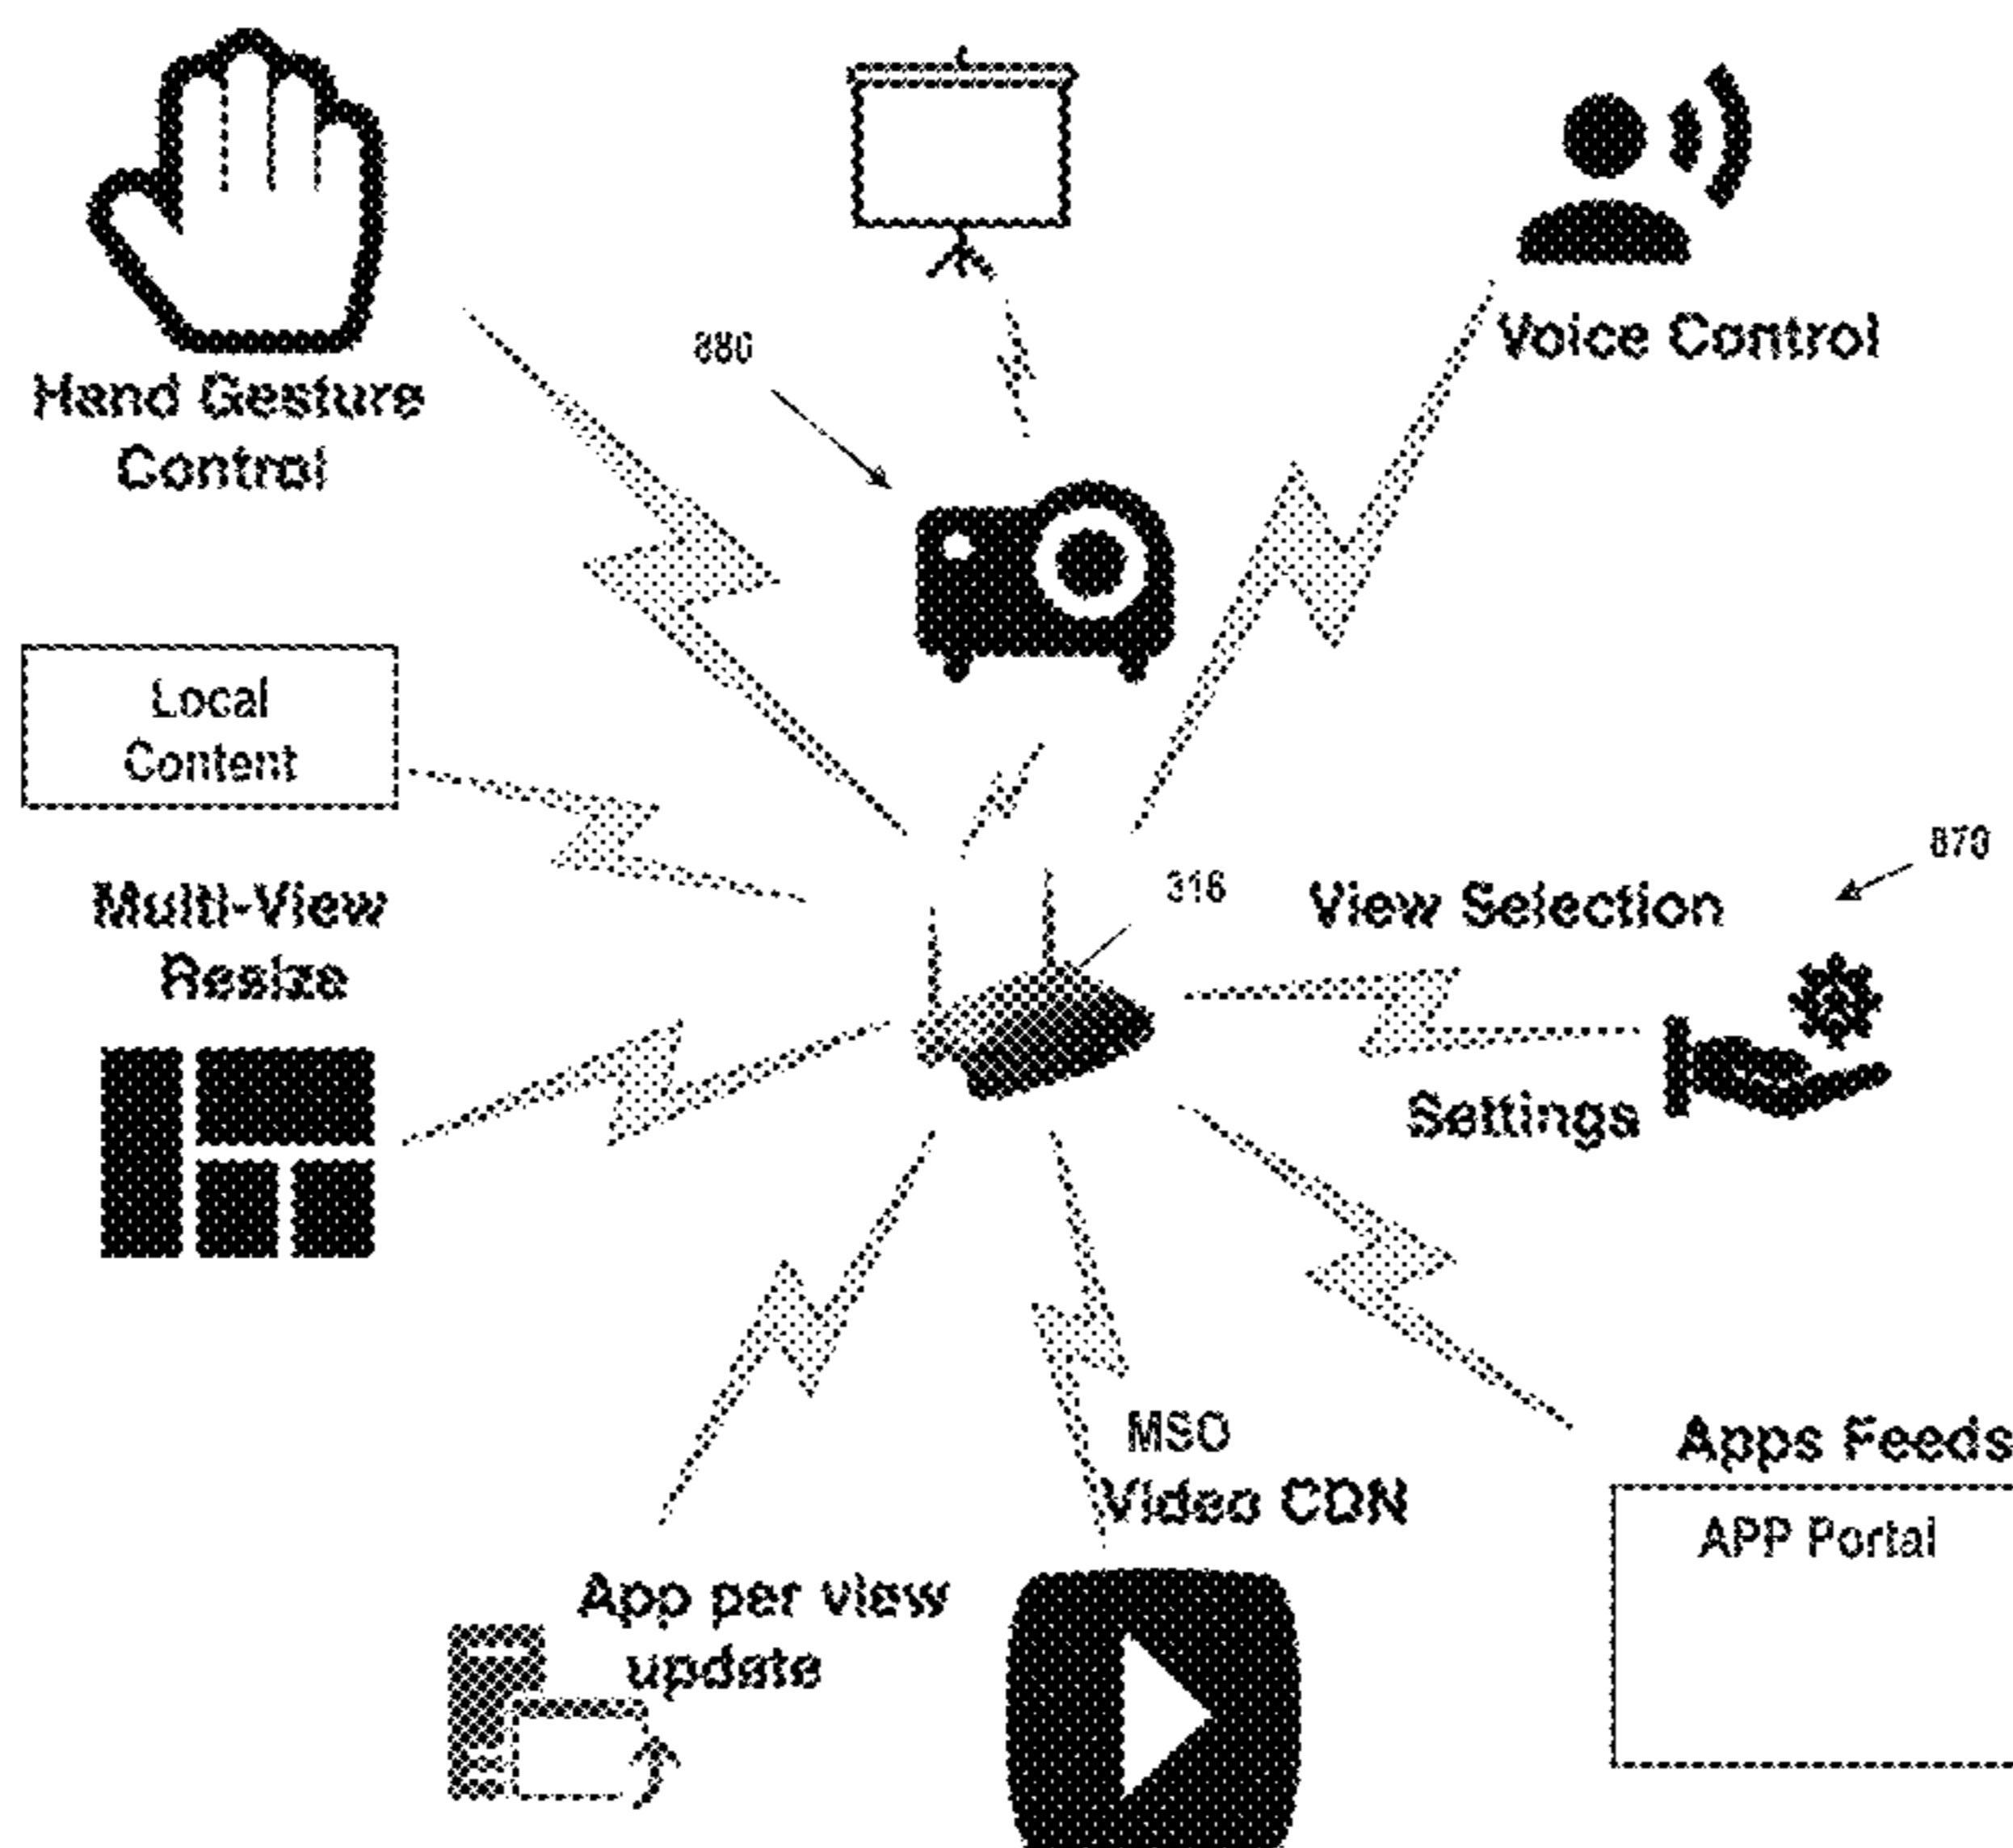 Hand Gesture
Control
880
Voice Control
Local
Content
Multi-View
Resize
316
View Selection
870
Settings
MSO
Video CDN
Apps Feeds
APP Portal
App per view
update